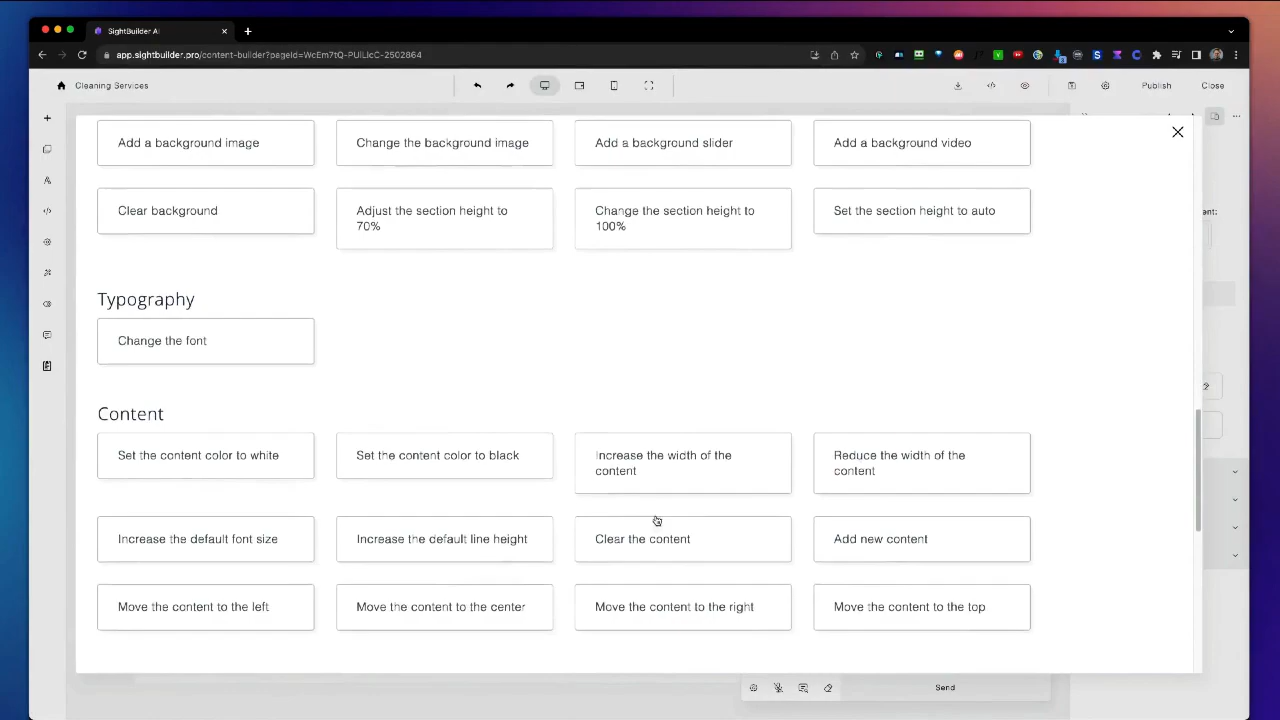 SightBuilder AI
app.sightbuilder.pro/content-builder?pageId=WcEm7tQ-PUlLlcC-2502864
Cleaning Services
Publish
Close
Add a background image
Change the background image
Add a background slider
Add a background video
Clear background
Adjust the section height to
70%
Change the section height to
100%
Set the section height to auto
Typography
Change the font
Content
Set the content color to white
Set the content color to black
Increase the width of the
content
Reduce the width of the
content
Increase the default font size
Increase the default line height
Clear the content
Add new content
Move the content to the left
Move the content to the center
Move the content to the right
Move the content to the top
Send